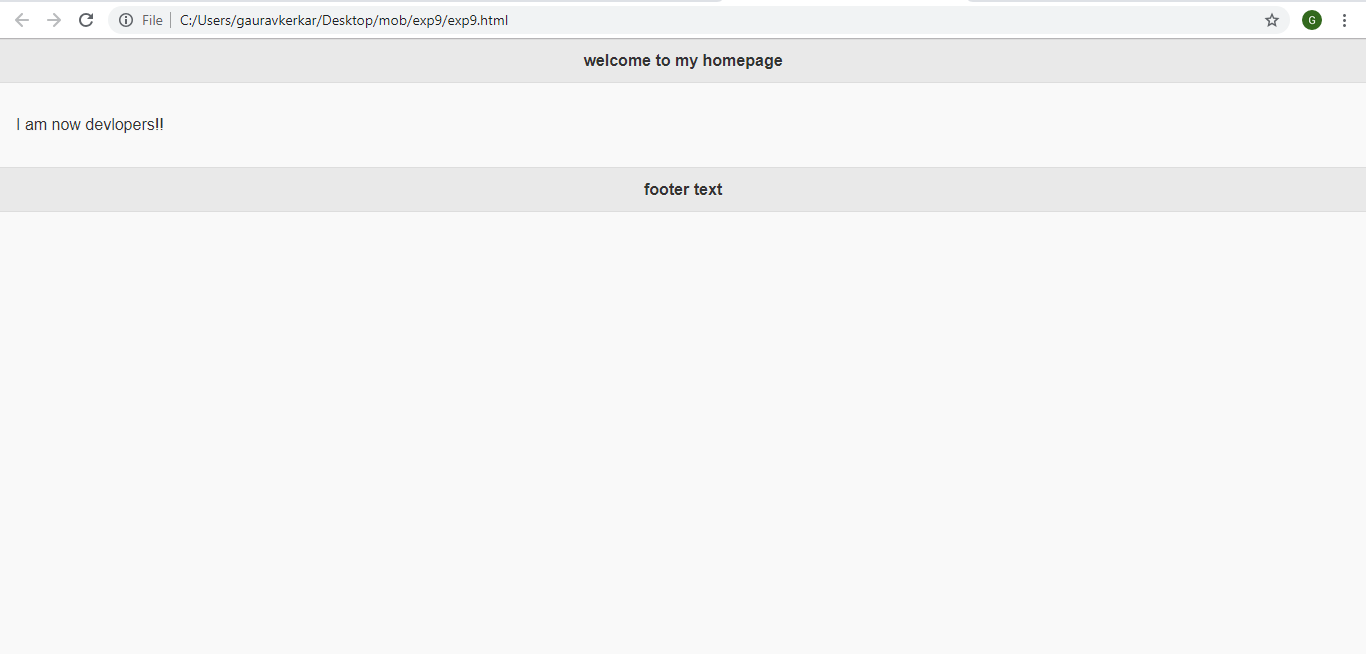 File C:/Users/gauravkerkar/Desktop/mob/exp9/exp9.html G
welcome to my homepage
I am now devlopers!!
footer text